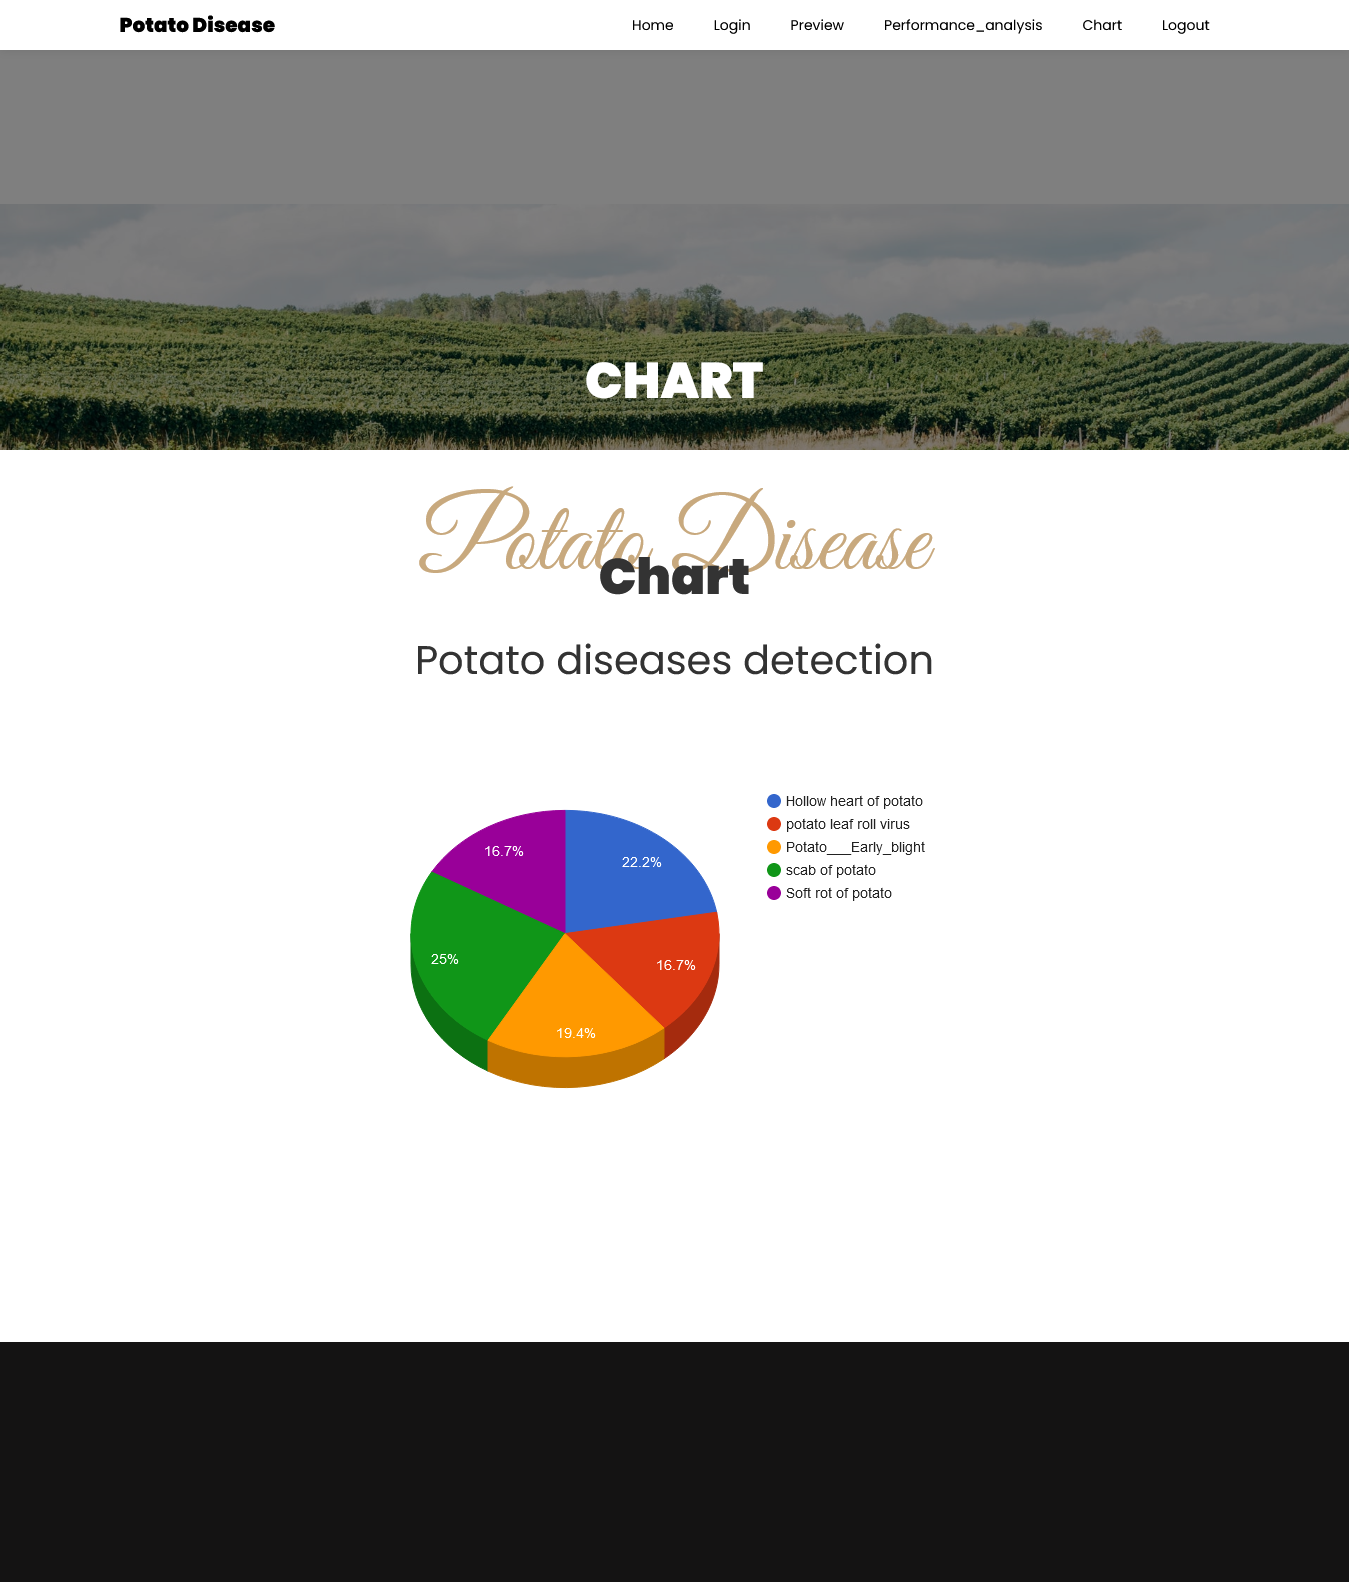 Potato Disease
Home Login Preview Performance_analysis Chart Logout
CHART
Potato Disease
Chart
Potato diseases detection
Hollow heart of potato
potato leaf roll virus
Potato___Early_blight
scab of potato
Soft rot of potato
16.7%
22.2%
25%
16.7%
19.4%